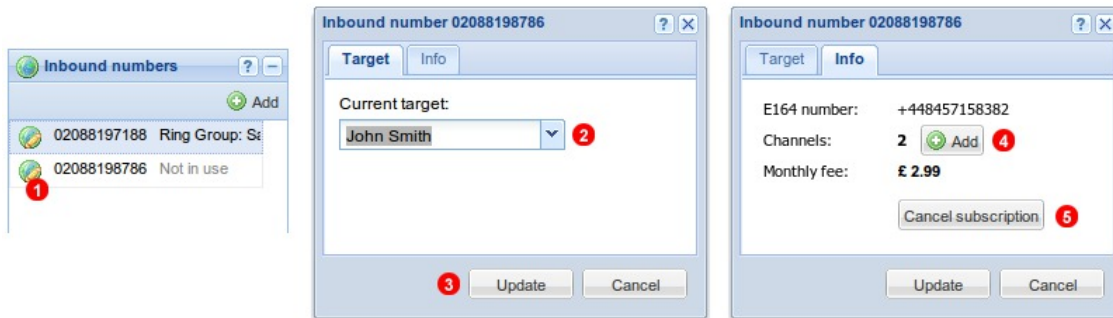 Inbound numbers ? −
Add
02088197188 Ring Group: Sa
02088198786 Not in use
1
Inbound number 02088198786 ?
Target Info
Current target:
John Smith
2
3 Update Cancel
Inbound number 02088198786 ?
Target Info
E164 number: +448457158382
Channels: 2 Add 4
Monthly fee: £ 2.99
Cancel subscription 5
Update Cancel